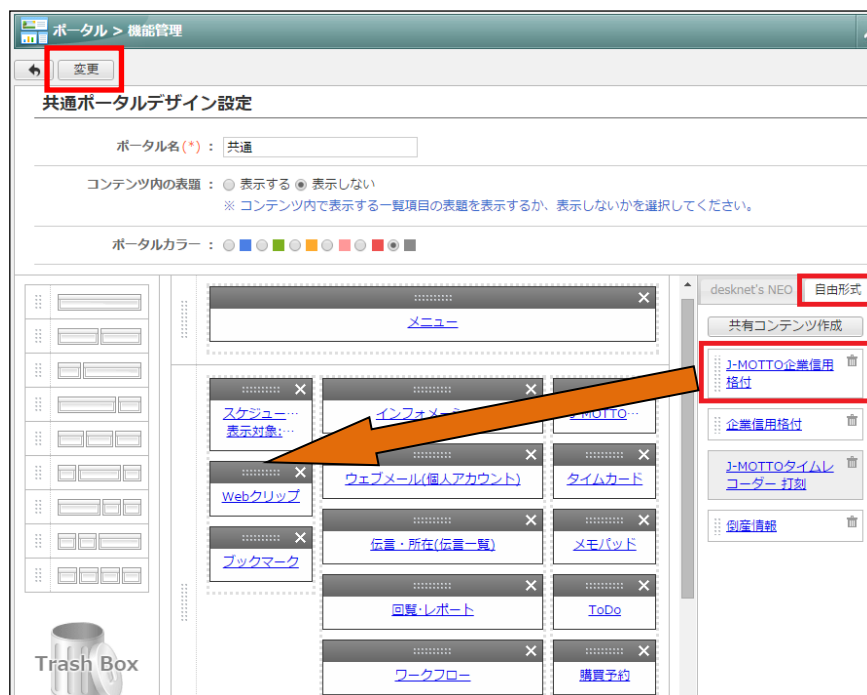 ポータル > 機能管理
変更
共通ポータルデザイン設定
ポータル名(*) : 共通
コンテンツ内の表題 : 表示する 表示しない
※ コンテンツ内で表示する一覧項目の表題を表示するか、表示しないかを選択してください。
ポータルカラー :
desknet's NEO 自由形式
共有コンテンツ作成
J-MOTTO企業信用
格付
企業信用格付
J-MOTTOタイムレ
コーダー 打刻
倒産情報
メニュー
スケジュー…
表示対象:…
Webクリップ
ブックマーク
インフォメーシ
ウェブメール(個人アカウント)
伝言・所在(伝言一覧)
回覧・レポート
ワークフロー
J-MOTTO…
タイムカード
メモパッド
ToDo
購買予約
Trash Box